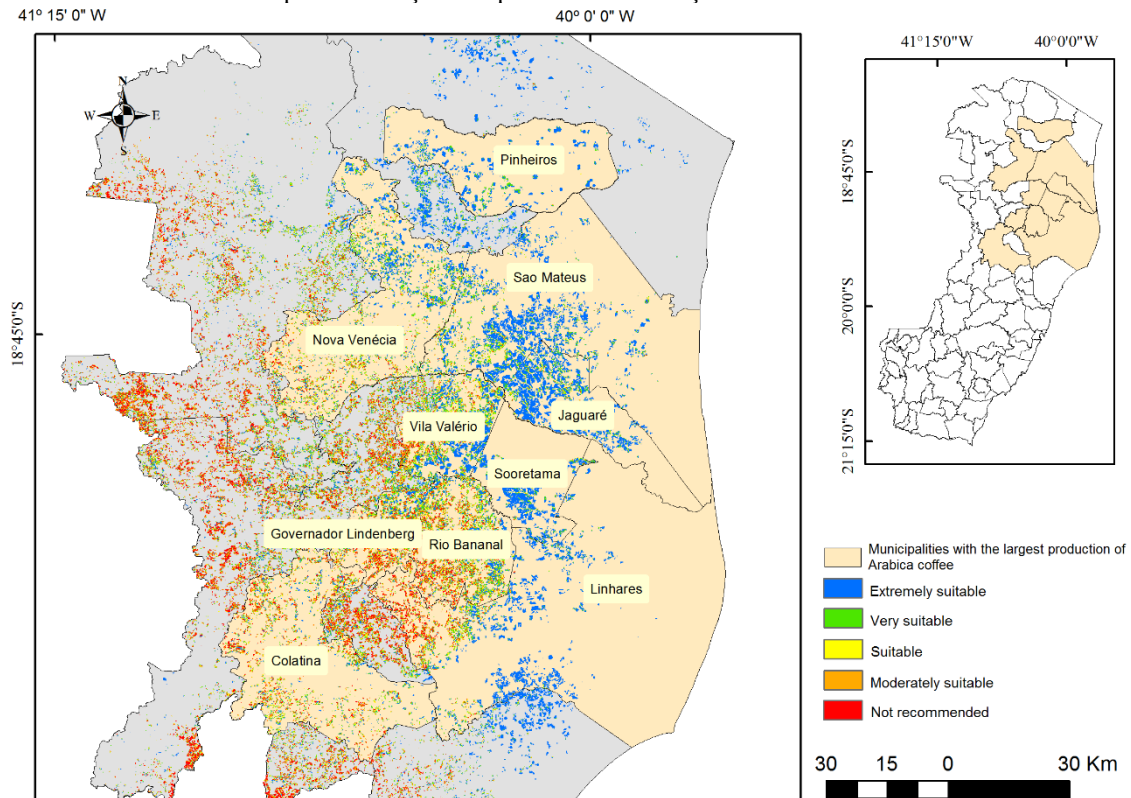 41° 15' 0" W
40° 0' 0" W
41°15'0"W
40°0'0"W
N
W
E
S
18°45'0"S
Pinheiros
Sao Mateus
Nova Venécia
Jaguaré
Vila Valério
Sooretama
Governador Lindenberg
Rio Bananal
Linhares
Colatina
18°45'0"S
20°0'0"S
21°15'0"S
Municipalities with the largest production of
Arabica coffee
Extremely suitable
Very suitable
Suitable
Moderately suitable
Not recommended
30 15 0 30 Km